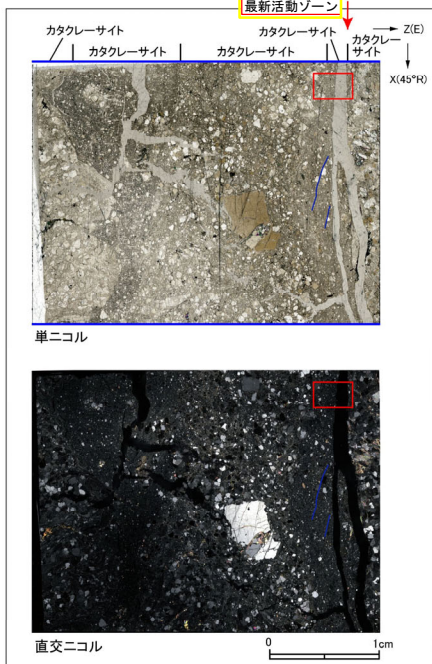 最新活動ゾーン
カタクレーサイト
カタクレーサイト
カタクレーサイト
カタクレーサイト
カタクレーサイト
Z(E)
X(45°R)
単ニコル
直交ニコル
0
1cm